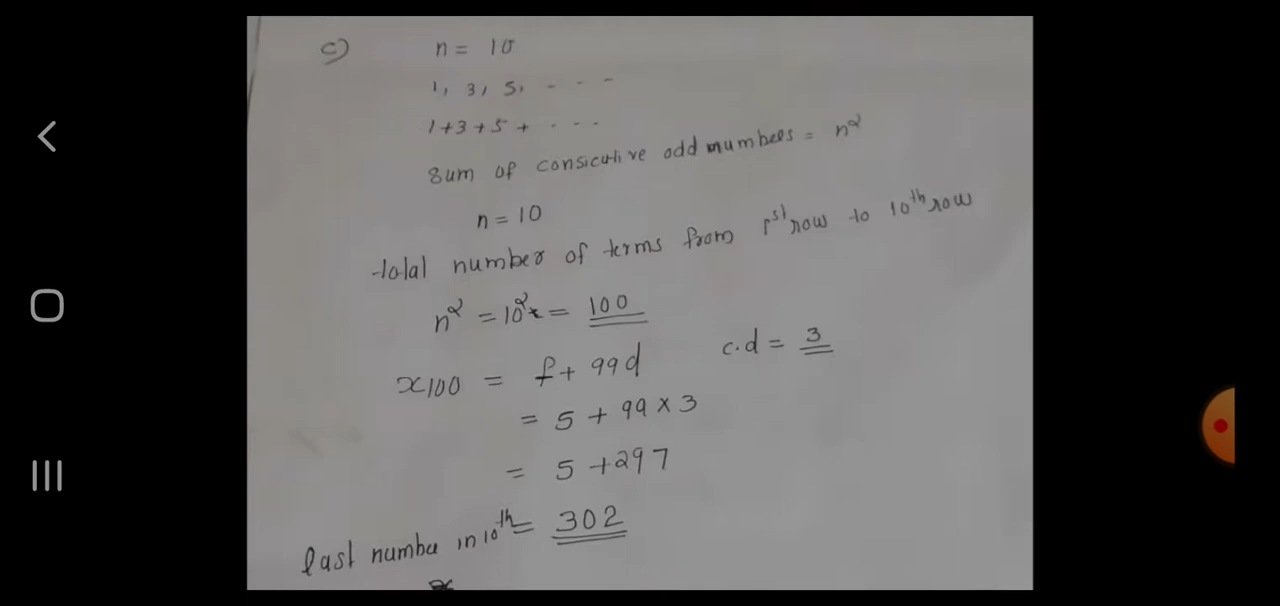 c)
n = 10
1, 3, 5, - - -
1+3+5+ - - -
Sum of consicutive odd numbers = n²
n = 10
total number of terms from 1st row to 10th row
n² = 10² = 100
c.d = 3
x100 = f + 99d
= 5 + 99 x 3
= 5 + 297
last number in 10th = 302